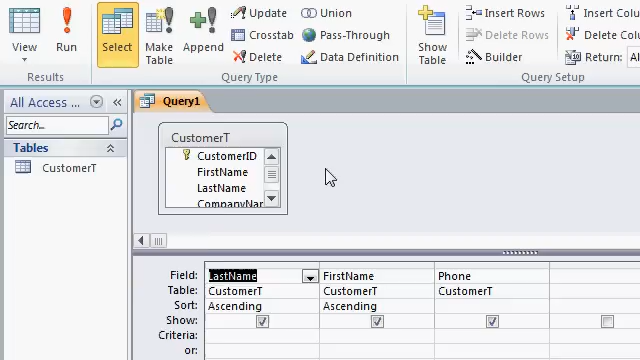 View
Run
Select
Make
Table
Append
Update
Crosstab
Delete
Union
Pass-Through
Data Definition
Show
Table
Insert Rows
Delete Rows
Builder
Insert Colu
Delete Colu
Return: Al
Results
Query Type
Query Setup
All Access ... «
Search...
Tables
CustomerT
Query1
CustomerT
CustomerID
FirstName
LastName
CompanyNar
Field: LastName FirstName Phone
Table: CustomerT CustomerT CustomerT
Sort: Ascending Ascending
Show:
Criteria:
or: